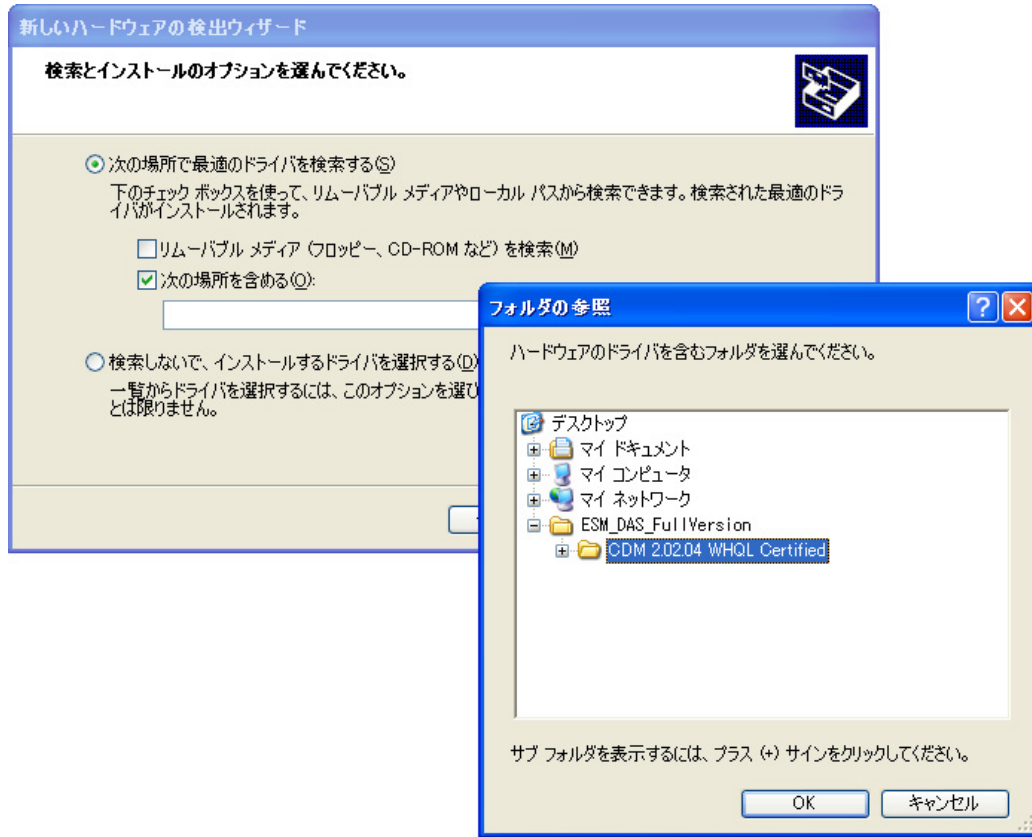 新しいハードウェアの検出ウィザード
検索とインストールのオプションを選んでください。
次の場所で最適のドライバを検索する(S)
下のチェック ボックスを使って、リムーバブル メディアやローカル パスから検索できます。検索された最適のドラ
イバがインストールされます。
リムーバブル メディア (フロッピー、CD-ROM など) を検索(M)
次の場所を含める(O):
検索しないで、インストールするドライバを選択する(D)
一覧からドライバを選択するには、このオプションを選び
とは限りません。
フォルダの参照
ハードウェアのドライバを含むフォルダを選んでください。
デスクトップ
マイ ドキュメント
マイ コンピュータ
マイ ネットワーク
ESM_DAS_FullVersion
CDM 2.02.04 WHQL Certified
サブ フォルダを表示するには、プラス (+) サインをクリックしてください。
OK
キャンセル